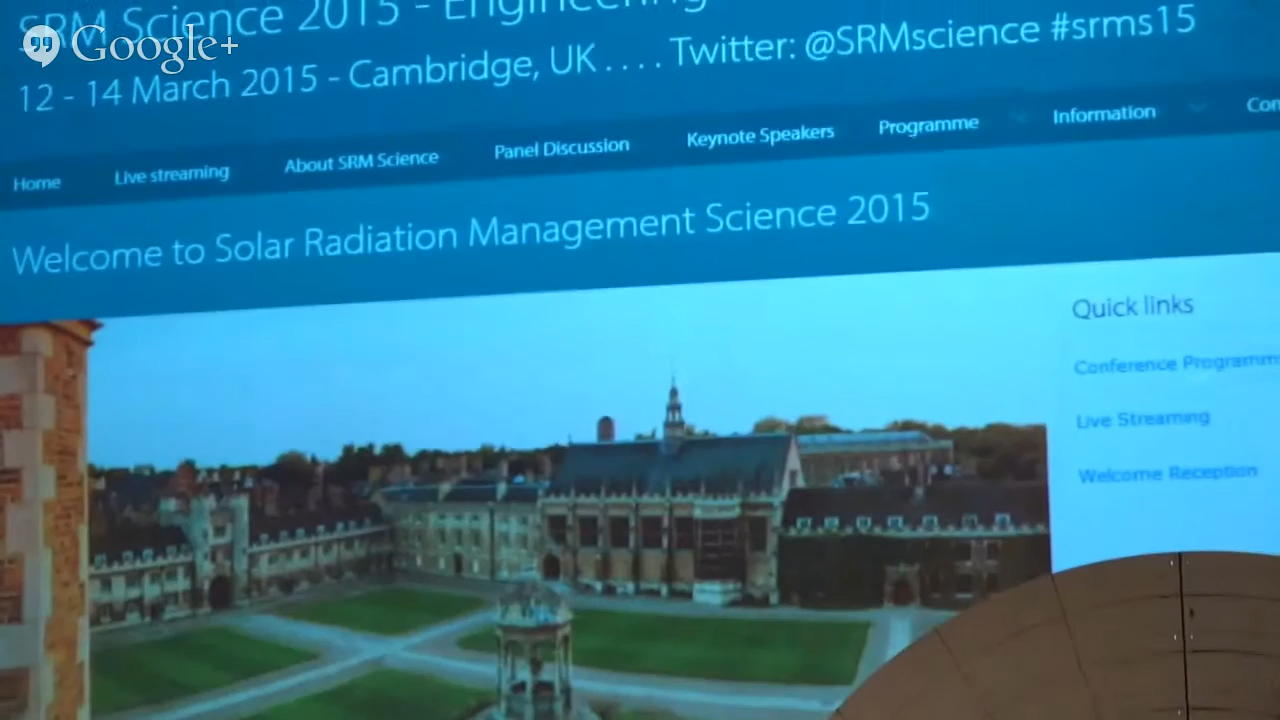 SRM Science 2015 - Engineering
Google+
12 - 14 March 2015 - Cambridge, UK . . . . Twitter: @SRMscience #srms15
Home Live streaming About SRM Science Panel Discussion Keynote Speakers Programme Information
Welcome to Solar Radiation Management Science 2015
Quick links
Conference Programm
Live Streaming
Welcome Reception